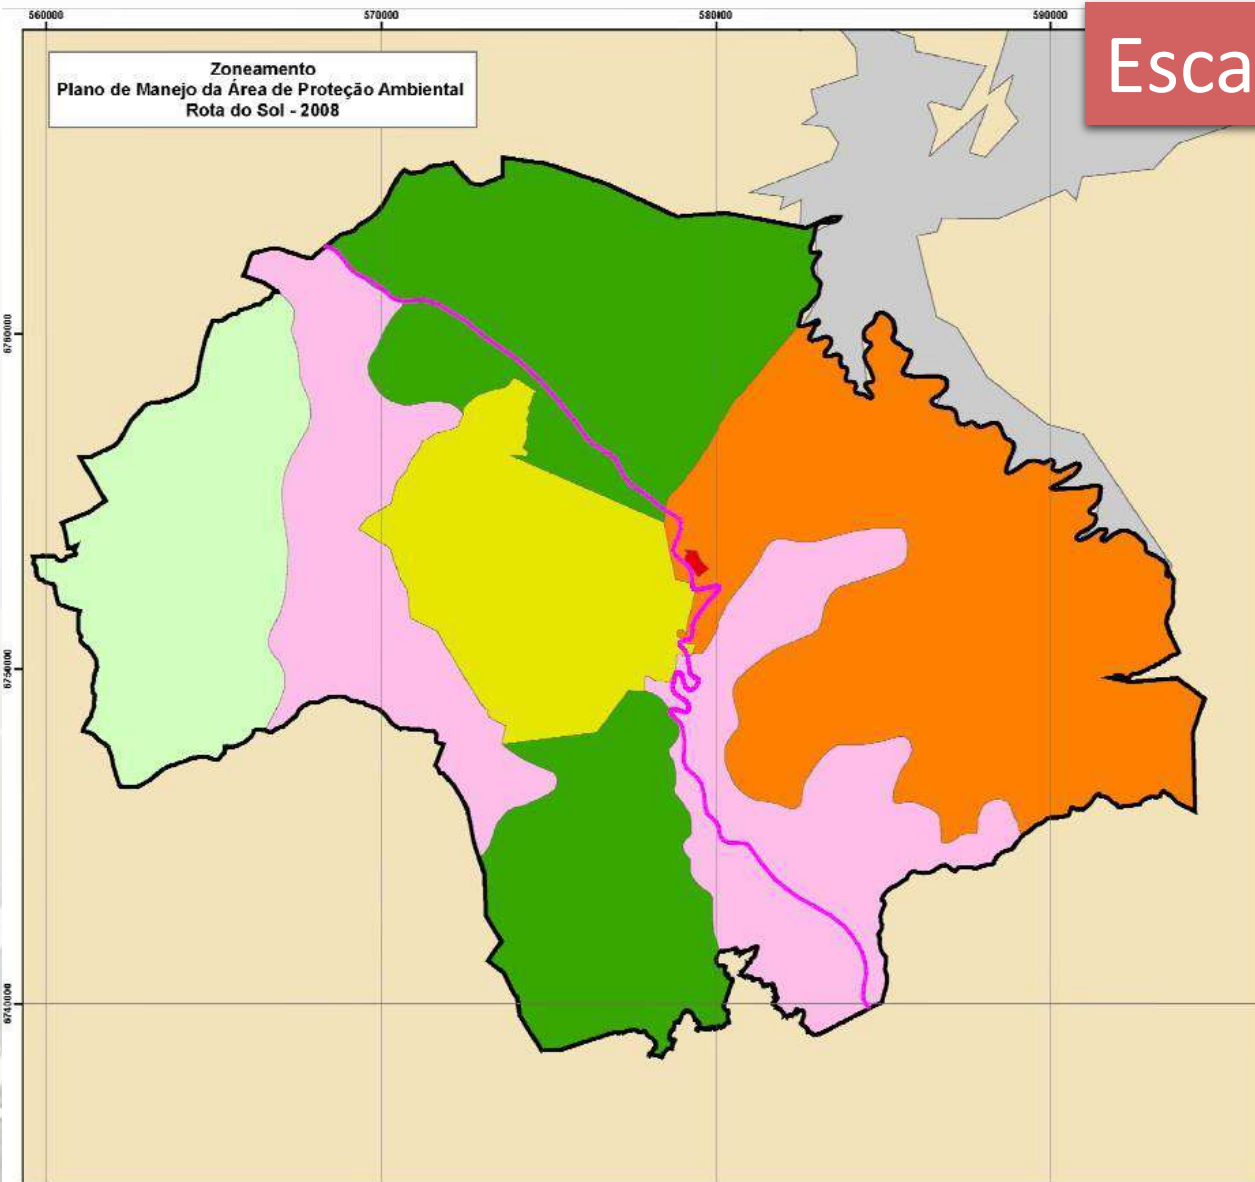 560000
570000
580000
590000
Esca
Zoneamento
Plano de Manejo da Área de Proteção Ambiental
Rota do Sol - 2008
6760000
6750000
6740000